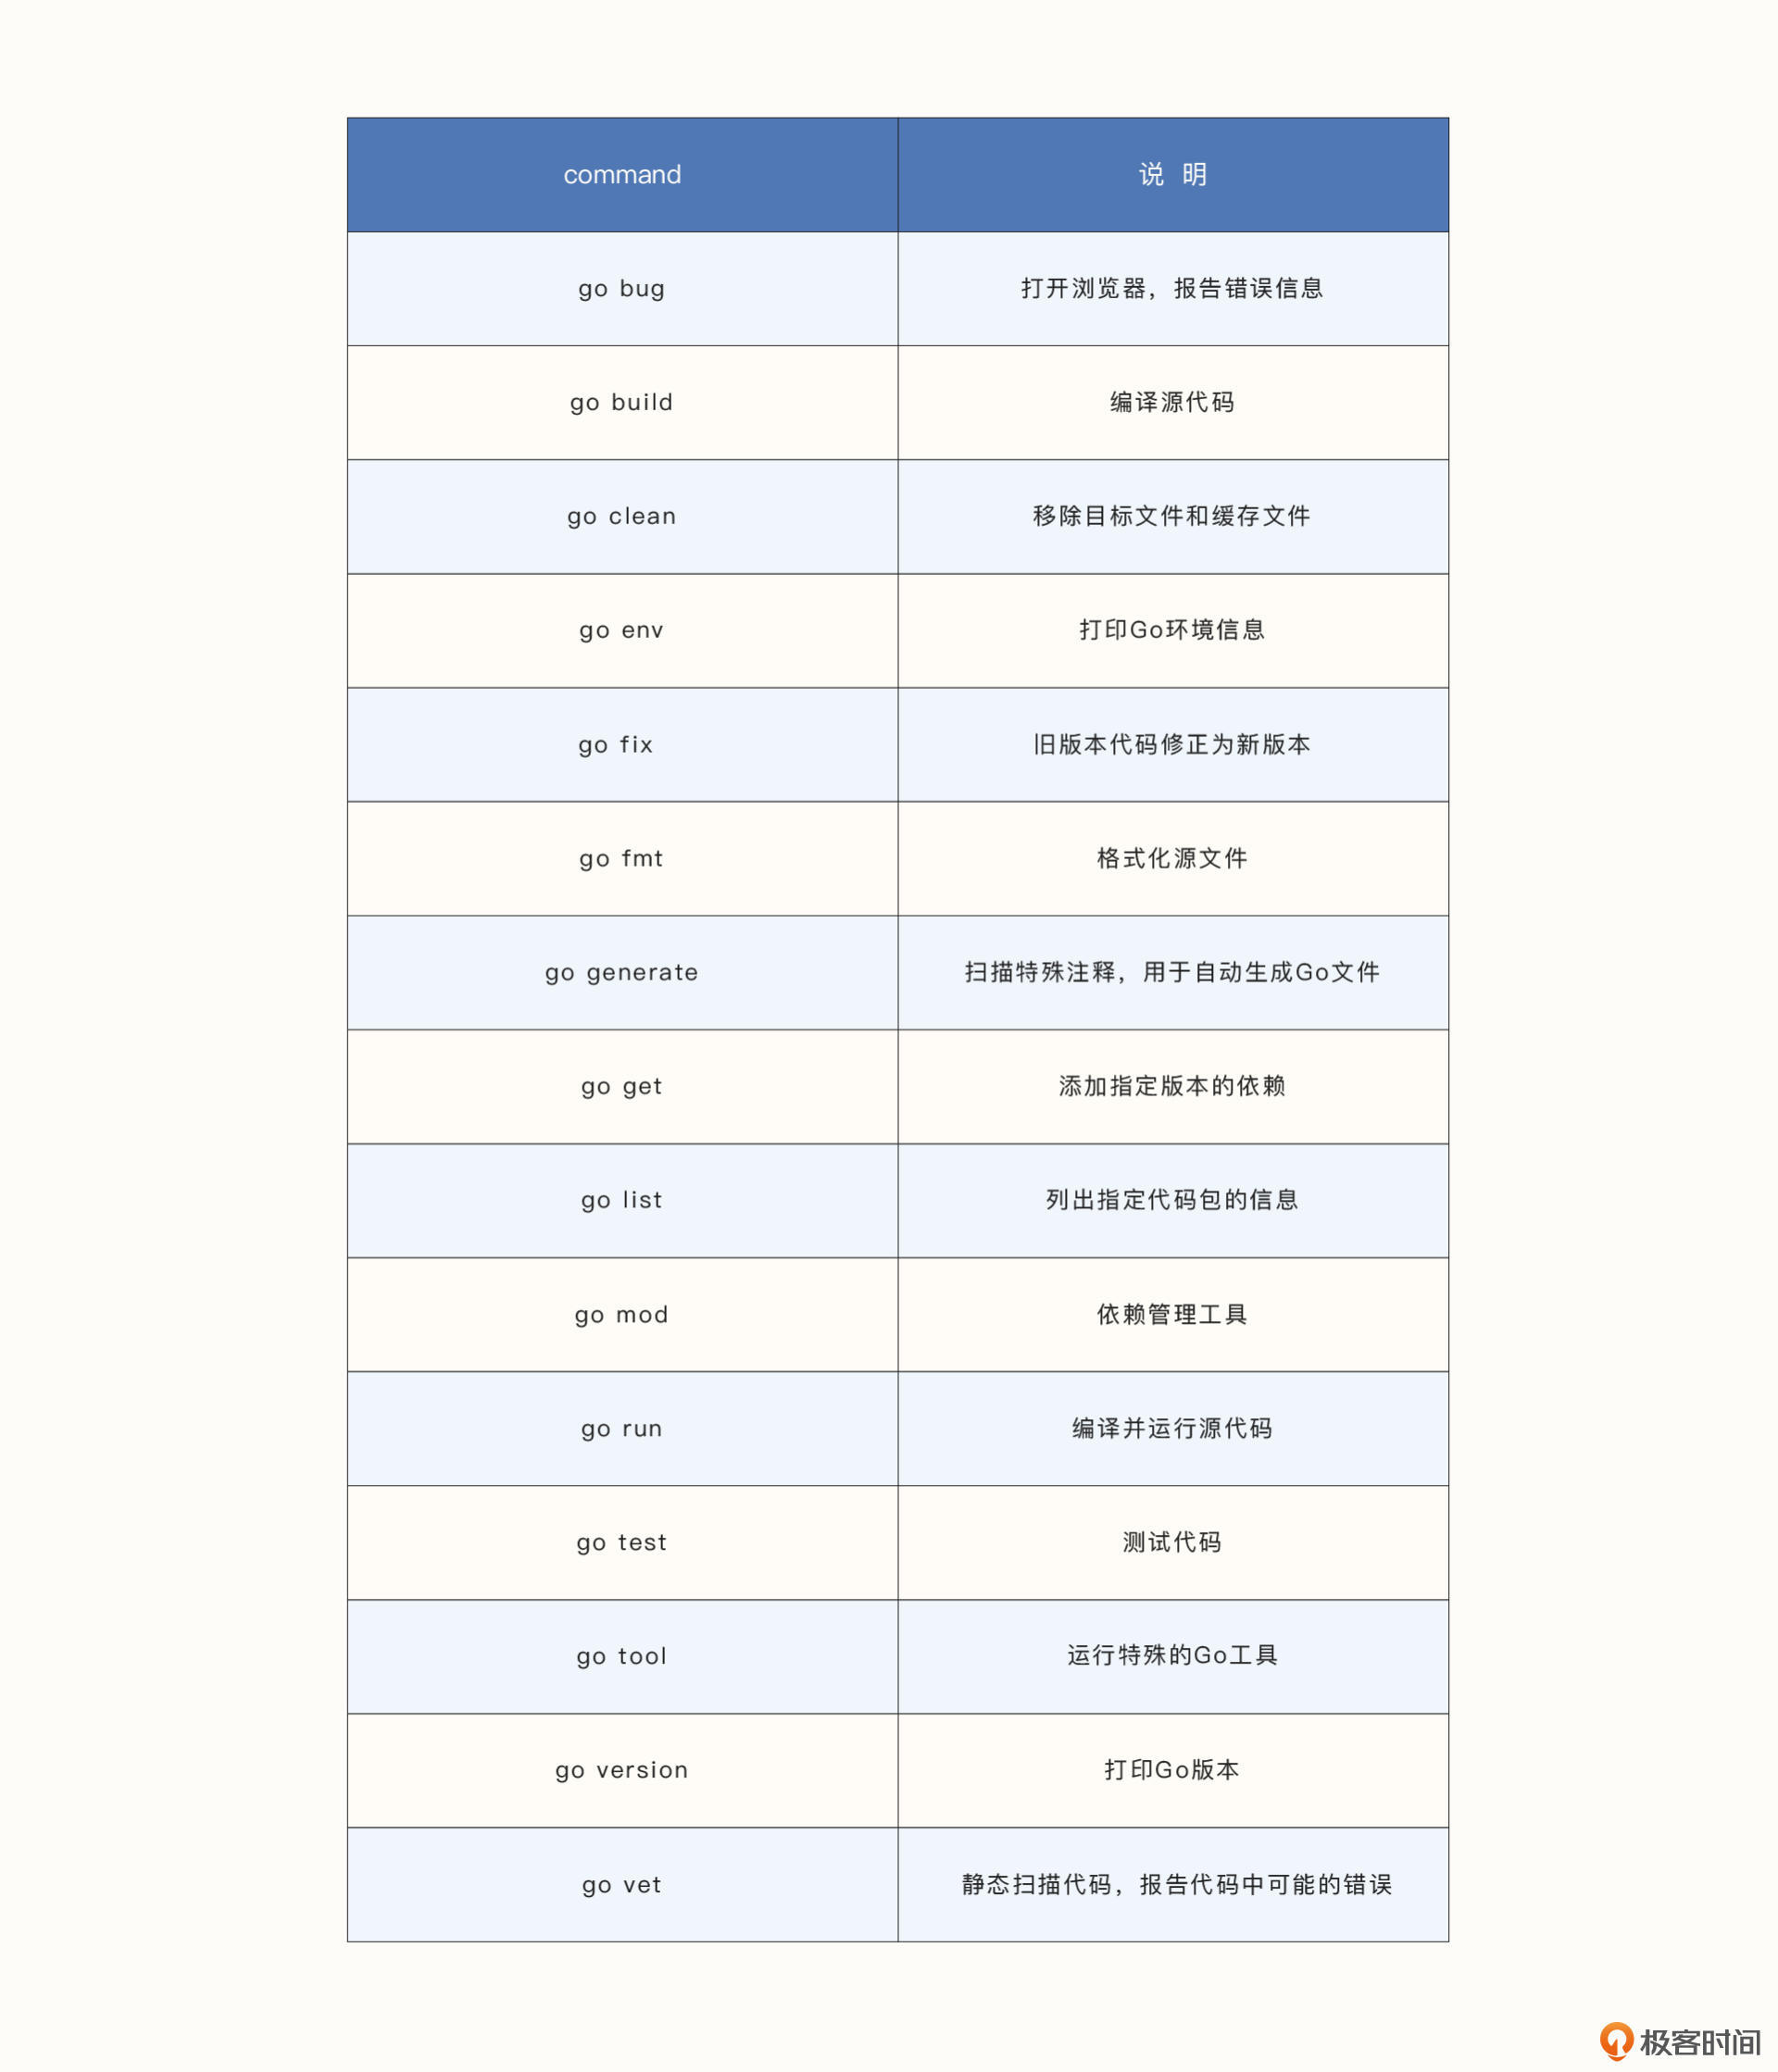 command 说 明
go bug 打开浏览器，报告错误信息
go build 编译源代码
go clean 移除目标文件和缓存文件
go env 打印Go环境信息
go fix 旧版本代码修正为新版本
go fmt 格式化源文件
go generate 扫描特殊注释，用于自动生成Go文件
go get 添加指定版本的依赖
go list 列出指定代码包的信息
go mod 依赖管理工具
go run 编译并运行源代码
go test 测试代码
go tool 运行特殊的Go工具
go version 打印Go版本
go vet 静态扫描代码，报告代码中可能的错误
极客时间